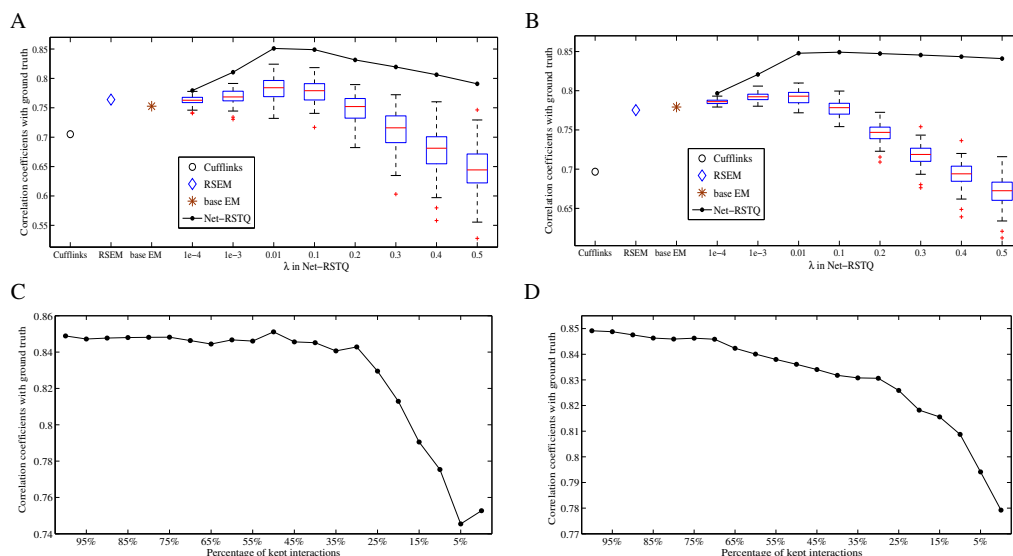 A
Correlation coefficients with ground truth
0.85
0.8
0.75
0.7
0.65
0.6
0.55
Cufflinks
RSEM
base EM
Net−RSTQ
Cufflinks RSEM base EM 1e−4 1e−3 0.01 0.1 0.2 0.3 0.4 0.5
λ in Net−RSTQ
B
Correlation coefficients with ground truth
0.85
0.8
0.75
0.7
0.65
Cufflinks
RSEM
base EM
Net−RSTQ
Cufflinks RSEM base EM 1e−4 1e−3 0.01 0.1 0.2 0.3 0.4 0.5
λ in Net−RSTQ
C
Correlation coefficients with ground truth
0.86
0.84
0.82
0.8
0.78
0.76
0.74
95% 85% 75% 65% 55% 45% 35% 25% 15% 5%
Percentage of kept interactions
D
Correlation coefficients with ground truth
0.85
0.84
0.83
0.82
0.81
0.8
0.79
0.78
0.77
95% 85% 75% 65% 55% 45% 35% 25% 15% 5%
Percentage of kept interactions